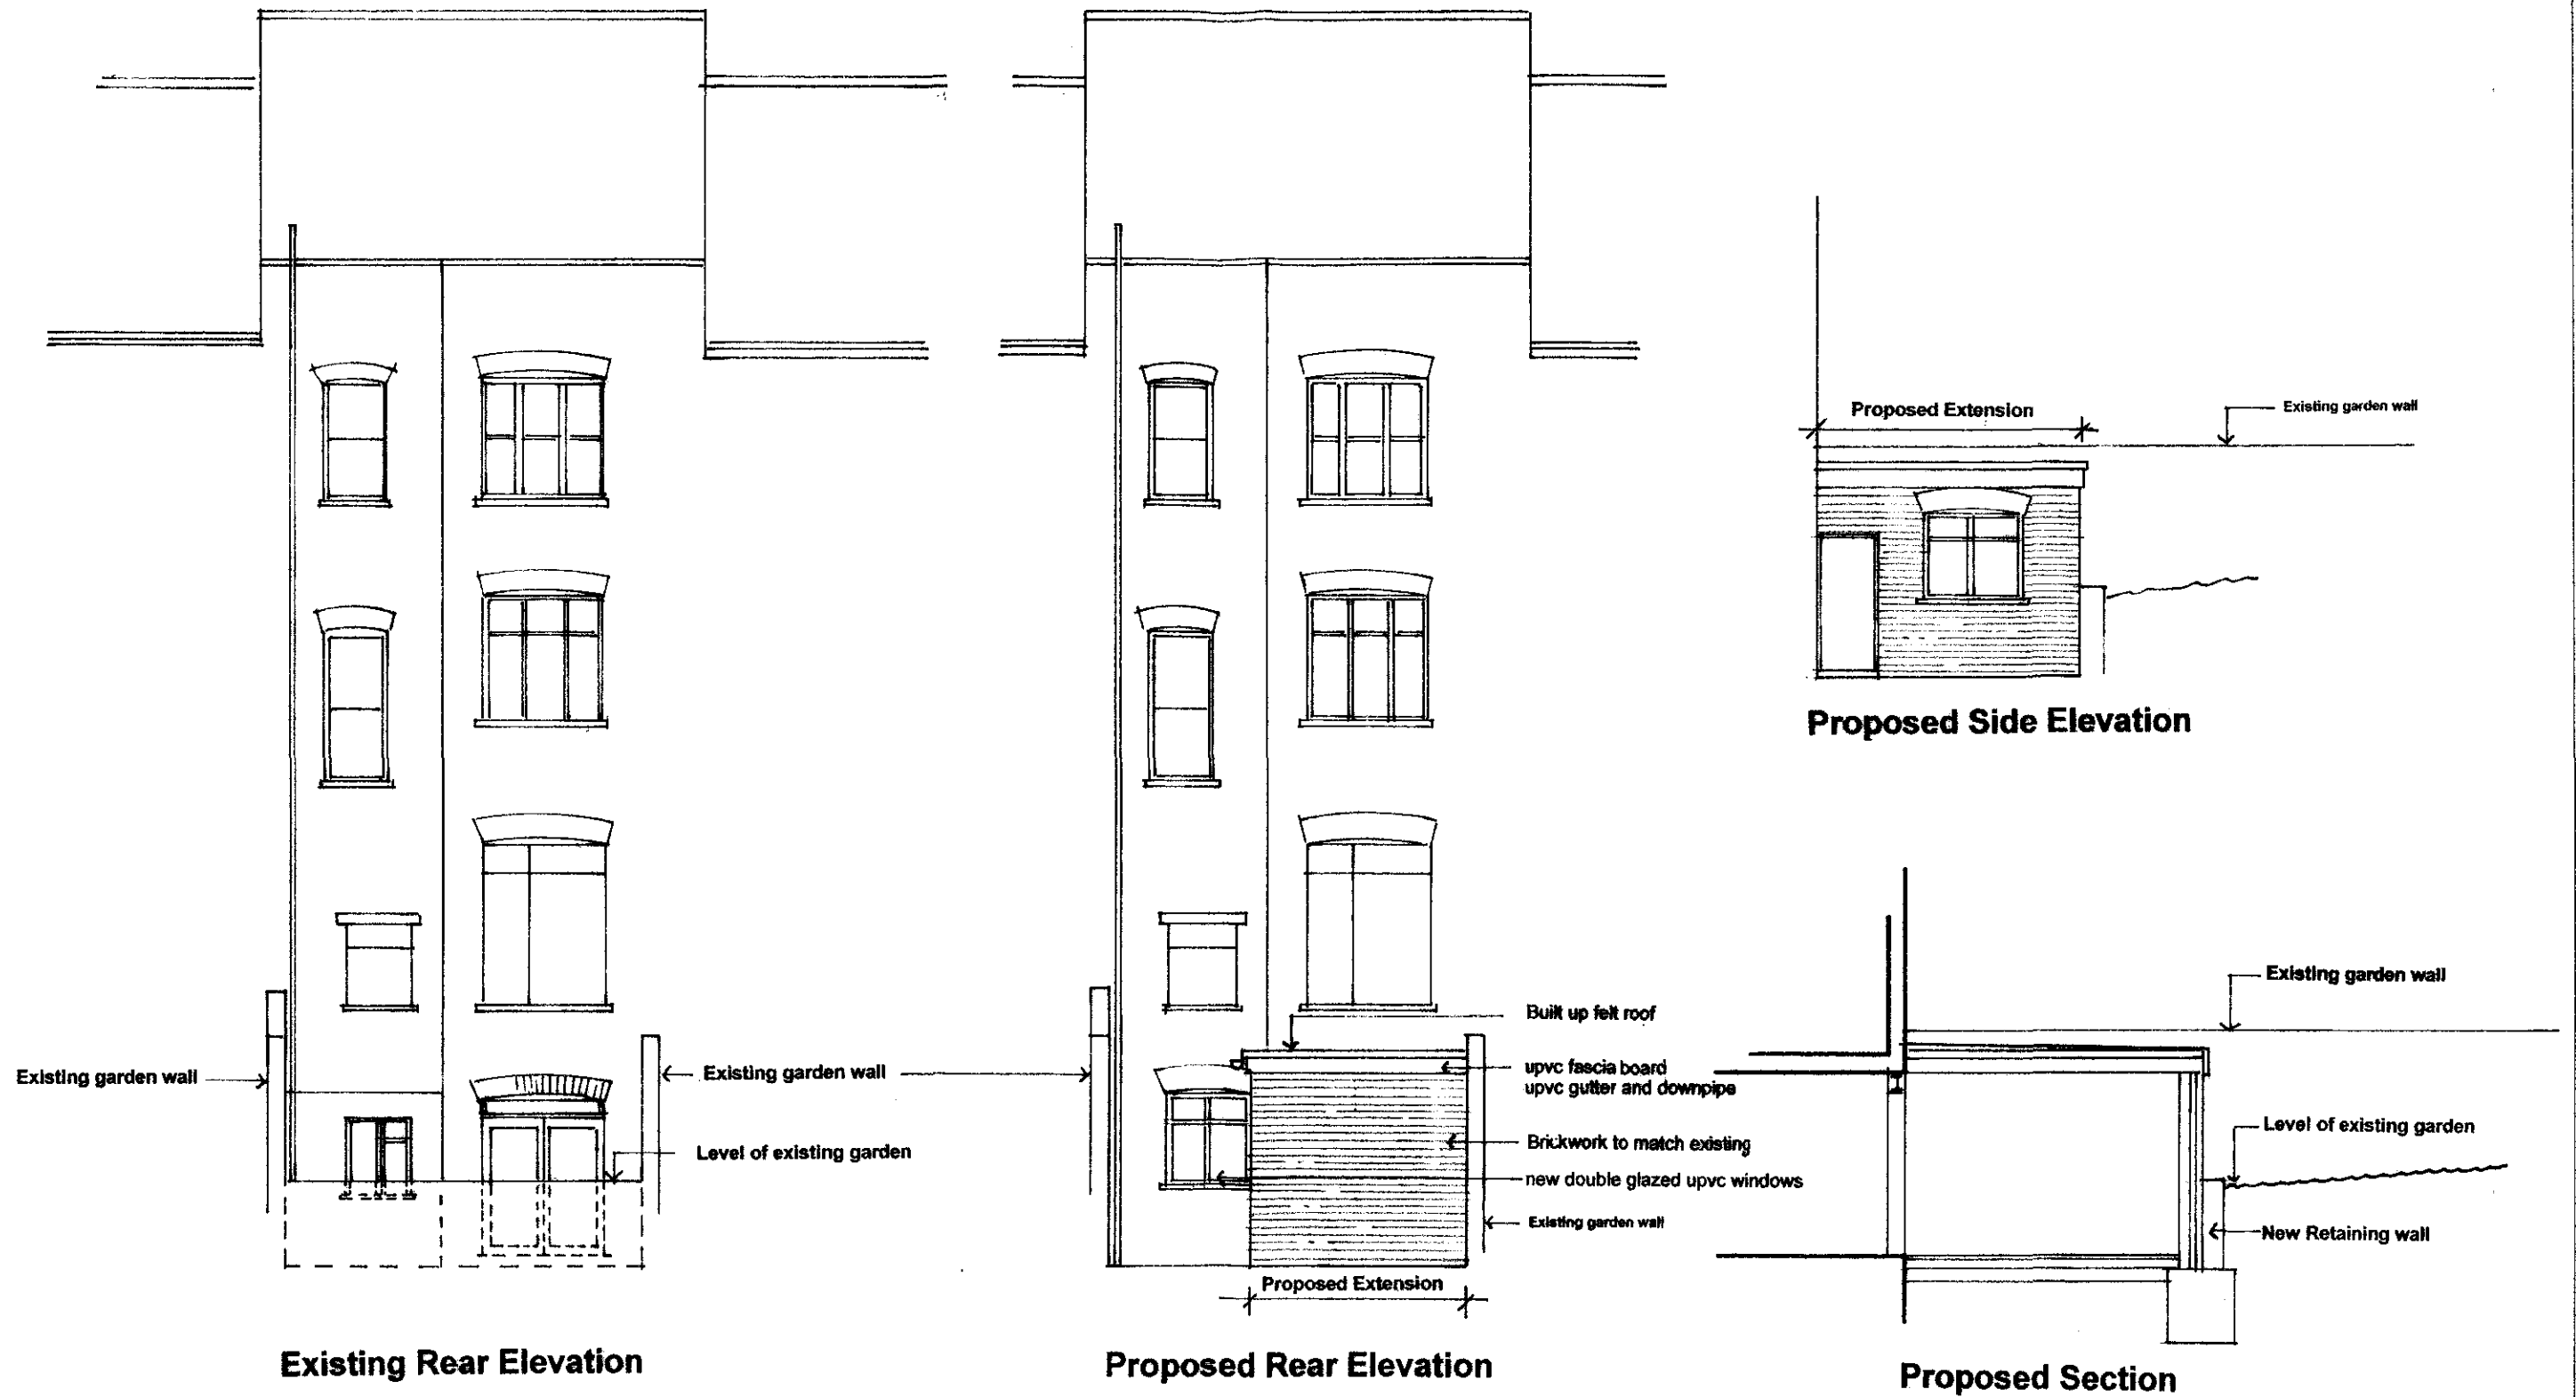 Existing garden wall
Existing garden wall
Level of existing garden
Existing Rear Elevation
Built up felt roof
upvc fascia board
upvc gutter and downpipe
Brickwork to match existing
new double glazed upvc windows
Existing garden wall
Proposed Extension
Proposed Rear Elevation
Proposed Extension
Existing garden wall
Proposed Side Elevation
Existing garden wall
Level of existing garden
New Retaining wall
Proposed Section